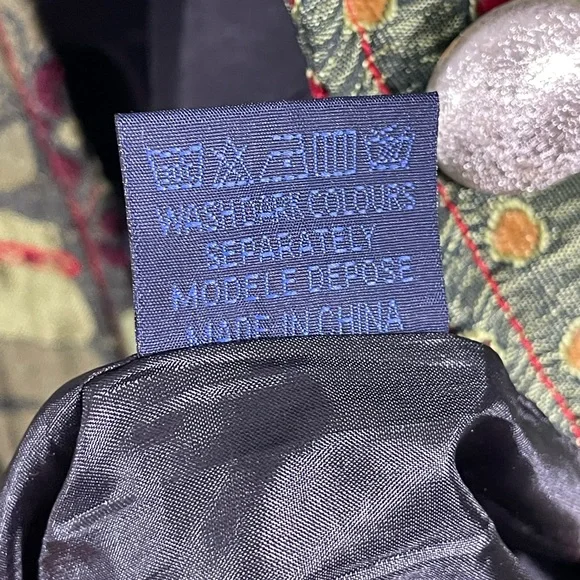 WASH DARK COLOURS
SEPARATELY
MODELE DEPOSE
MADE IN CHINA